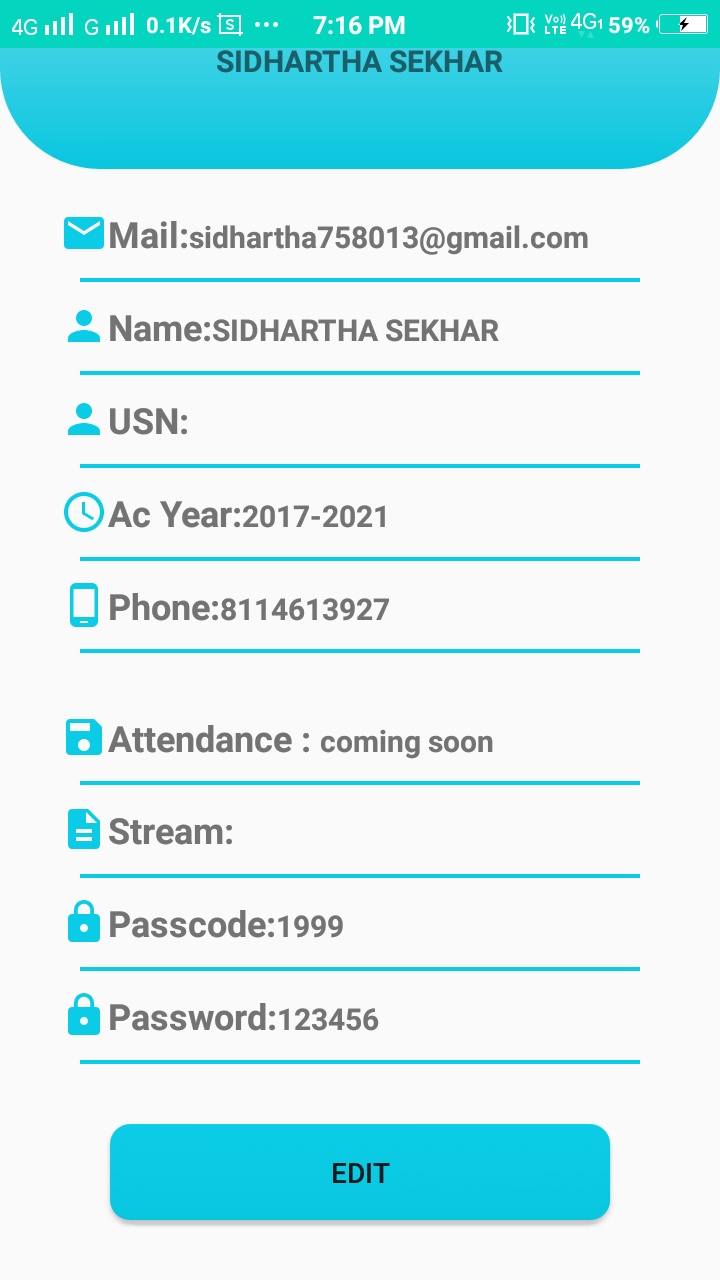 4G G 0.1K/s S ... 7:16 PM Vo)) LTE 4G1 59%
SIDHARTHA SEKHAR
Mail:sidhartha758013@gmail.com
Name:SIDHARTHA SEKHAR
USN:
Ac Year:2017-2021
Phone:8114613927
Attendance : coming soon
Stream:
Passcode:1999
Password:123456
EDIT